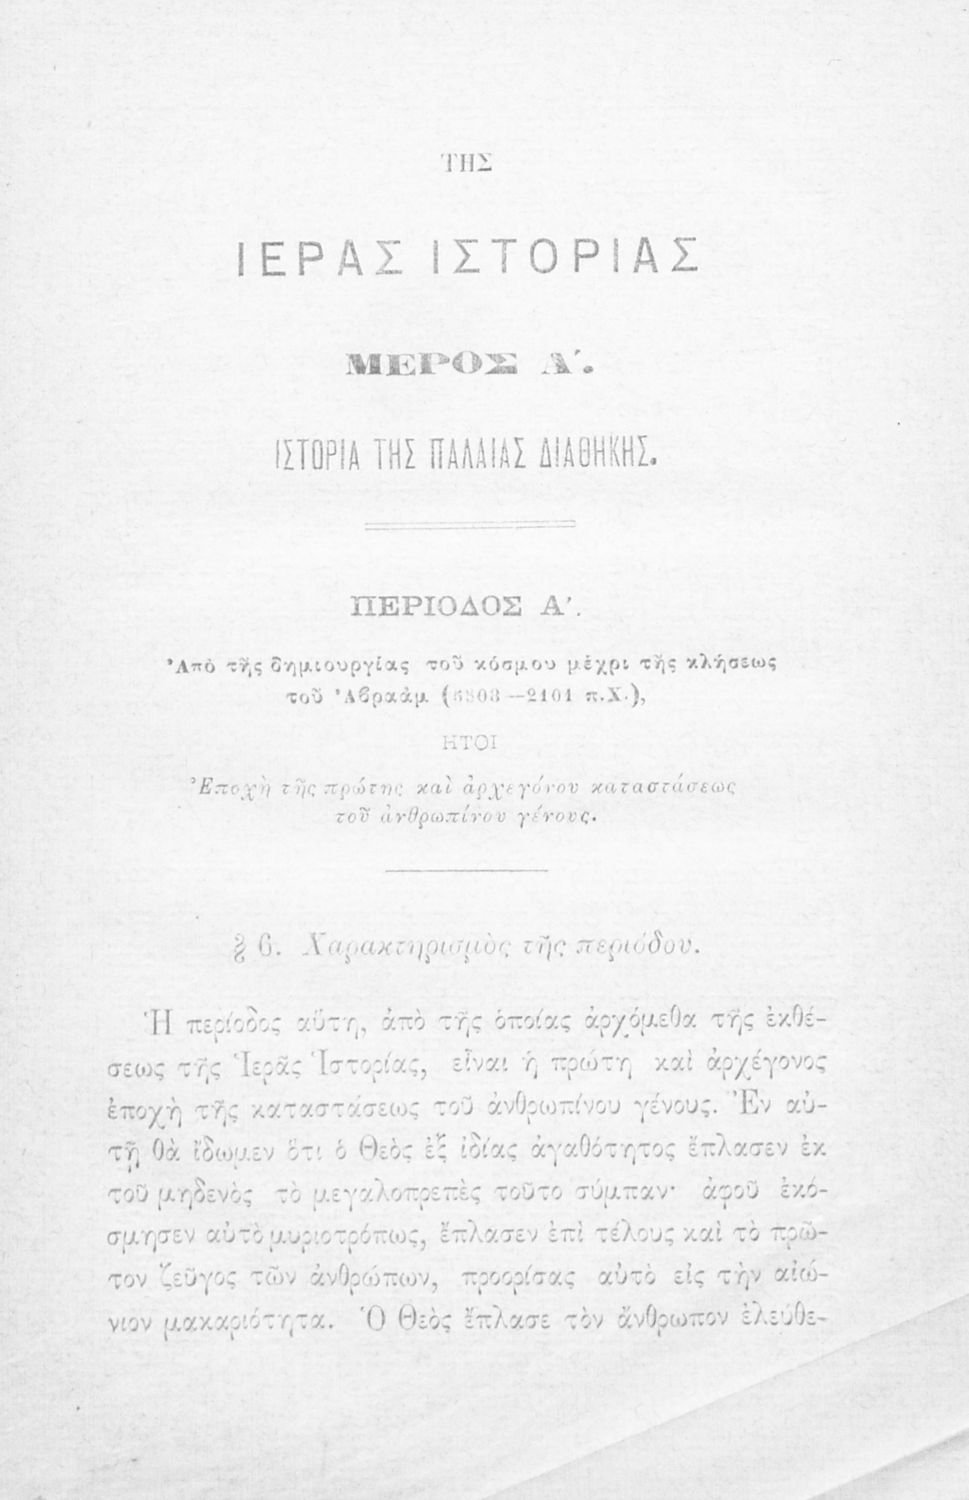 ΤΗΣ
ΙΕΡΑΣ ΙΣΤΟΡΙΑΣ
ΜΕΡΟΣ Α΄.
ΙΣΤΟΡΙΑ ΤΗΣ ΠΑΛΑΙΑΣ ΔΙΑΘΗΚΗΣ.
ΠΕΡΙΟΔΟΣ Α΄.
Ἀπὸ τῆς δημιουργίας τοῦ κόσμου μέχρι τῆς κλήσεως
τοῦ Ἀβραὰμ (–2101 π.Χ.),
ΗΤΟΙ
Ἐποχὴ τῆς πρώτης καὶ ἀρχεγόνου καταστάσεως
τοῦ ἀνθρωπίνου γένους.
§ 6. Χαρακτηρισμὸς τῆς περιόδου.
Ἡ περίοδος αὕτη, ἀπὸ τῆς ὁποίας ἀρχόμεθα τῆς ἐκθέ-
σεως τῆς Ἱερᾶς Ἱστορίας, εἶναι ἡ πρώτη καὶ ἀρχέγονος
ἐποχὴ τῆς καταστάσεως τοῦ ἀνθρωπίνου γένους. Ἐν αὐ-
τῇ θὰ ἴδωμεν ὅτι ὁ Θεὸς ἐξ ἰδίας ἀγαθότητος ἔπλασεν ἐκ
τοῦ μηδενὸς τὸ μεγαλοπρεπὲς τοῦτο σύμπαν· ἀφοῦ ἐκό-
σμησεν αὐτὸ μυριοτρόπως, ἔπλασεν ἐπὶ τέλους καὶ τὸ πρῶ-
τον ζεῦγος τῶν ἀνθρώπων, προορίσας αὐτὸ εἰς τὴν αἰώ-
νιον μακαριότητα. Ὁ Θεὸς ἔπλασε τὸν ἄνθρωπον ἐλεύθε-